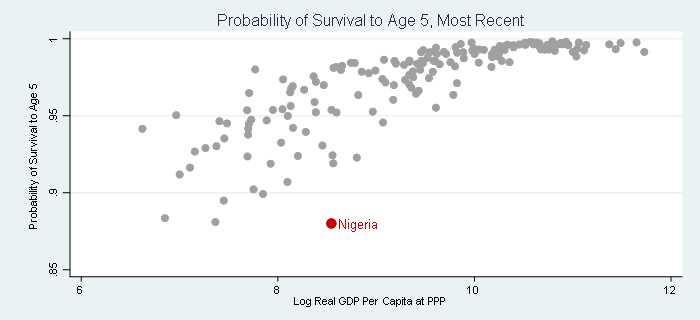 Probability of Survival to Age 5, Most Recent
Probability of Survival to Age 5
1
.95
.9
.85
Nigeria
6 8 10 12
Log Real GDP Per Capita at PPP